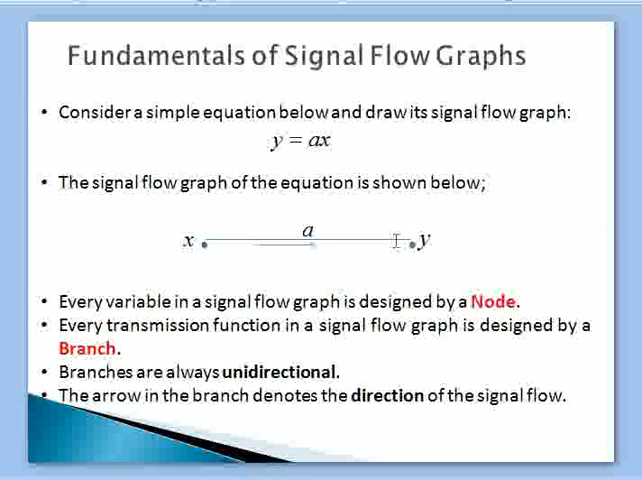 Fundamentals of Signal Flow Graphs
• Consider a simple equation below and draw its signal flow graph:
y = ax
• The signal flow graph of the equation is shown below;
a
x y
• Every variable in a signal flow graph is designed by a Node.
• Every transmission function in a signal flow graph is designed by a
Branch.
• Branches are always unidirectional.
• The arrow in the branch denotes the direction of the signal flow.